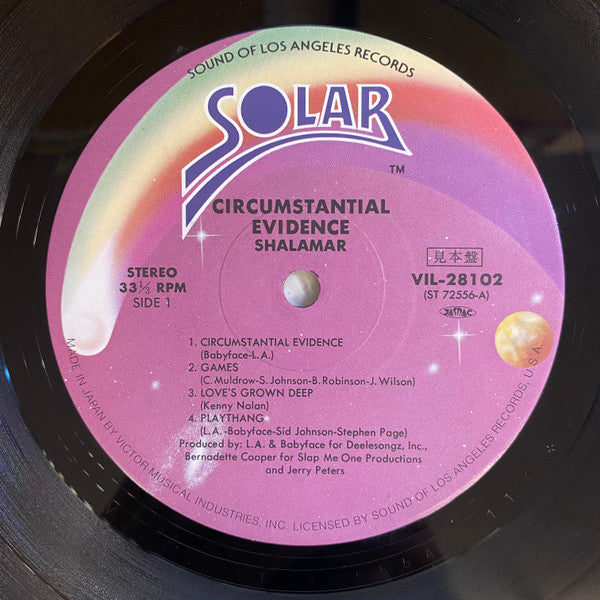 SOUND OF LOS ANGELES RECORDS
SOLAR
TM
CIRCUMSTANTIAL
EVIDENCE
SHALAMAR
STEREO
33⅓ RPM
SIDE 1
見本盤
VIL-28102
(ST 72556-A)
1. CIRCUMSTANTIAL EVIDENCE
(Babyface-L.A.)
2. GAMES
(C. Muldrow-S. Johnson-B. Robinson-J. Wilson)
3. LOVE'S GROWN DEEP
(Kenny Nolan)
4. PLAYTHANG
(L.A.-Babyface-Sid Johnson-Stephen Page)
Produced by: L.A. & Babyface for Deelesongz, Inc.,
Bernadette Cooper for Slap Me One Productions
and Jerry Peters
MADE IN JAPAN BY VICTOR MUSICAL INDUSTRIES, INC. LICENSED BY SOUND OF LOS ANGELES RECORDS, U.S.A.